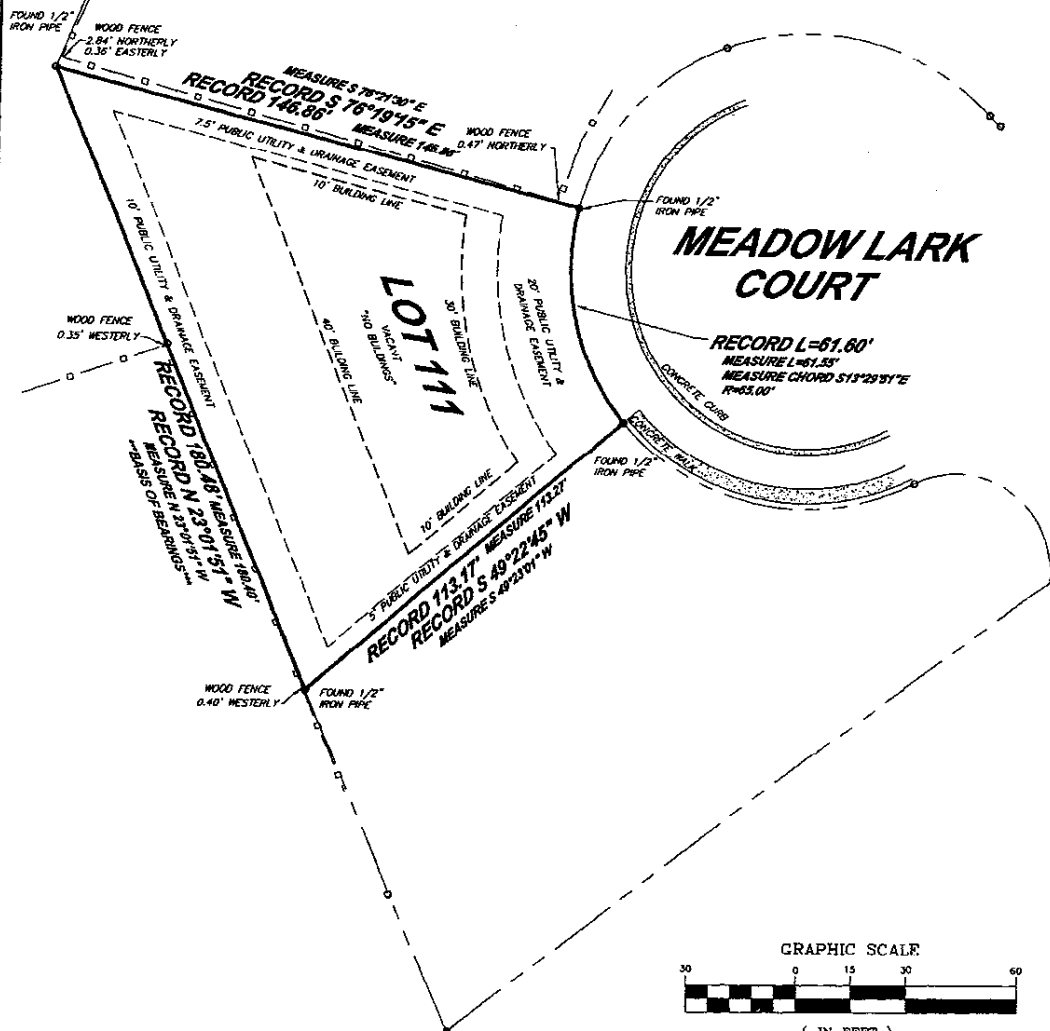 FOUND 1/2"
IRON PIPE
WOOD FENCE
2.84' NORTHERLY
0.36' EASTERLY
MEASURE S 76°21'30" E
RECORD S 76°19'15" E
RECORD 146.86'
MEASURE 146.86'
WOOD FENCE
0.47' NORTHERLY
7.5' PUBLIC UTILITY & DRAINAGE EASEMENT
10' BUILDING LINE
FOUND 1/2"
IRON PIPE
MEADOW LARK
COURT
10' PUBLIC UTILITY & DRAINAGE EASEMENT
40' BUILDING LINE
LOT 111
VACANT
"NO BUILDINGS"
30' BUILDING LINE
20' PUBLIC UTILITY &
DRAINAGE EASEMENT
WOOD FENCE
0.35' WESTERLY
RECORD L=61.60'
MEASURE L=61.55'
MEASURE CHORD S13°29'51"E
R=65.00'
CONCRETE CURB
CONCRETE WALK
RECORD 180.48' MEASURE 180.40'
RECORD N 23°01'51" W
MEASURE N 23°01'51" W
***BASIS OF BEARINGS***
10' BUILDING LINE
FOUND 1/2"
IRON PIPE
5' PUBLIC UTILITY & DRAINAGE EASEMENT
RECORD 113.17' MEASURE 113.27'
RECORD S 49°22'45" W
MEASURE S 49°23'01" W
WOOD FENCE
0.40' WESTERLY
FOUND 1/2"
IRON PIPE
GRAPHIC SCALE
30 0 15 30 60
( IN FEET )